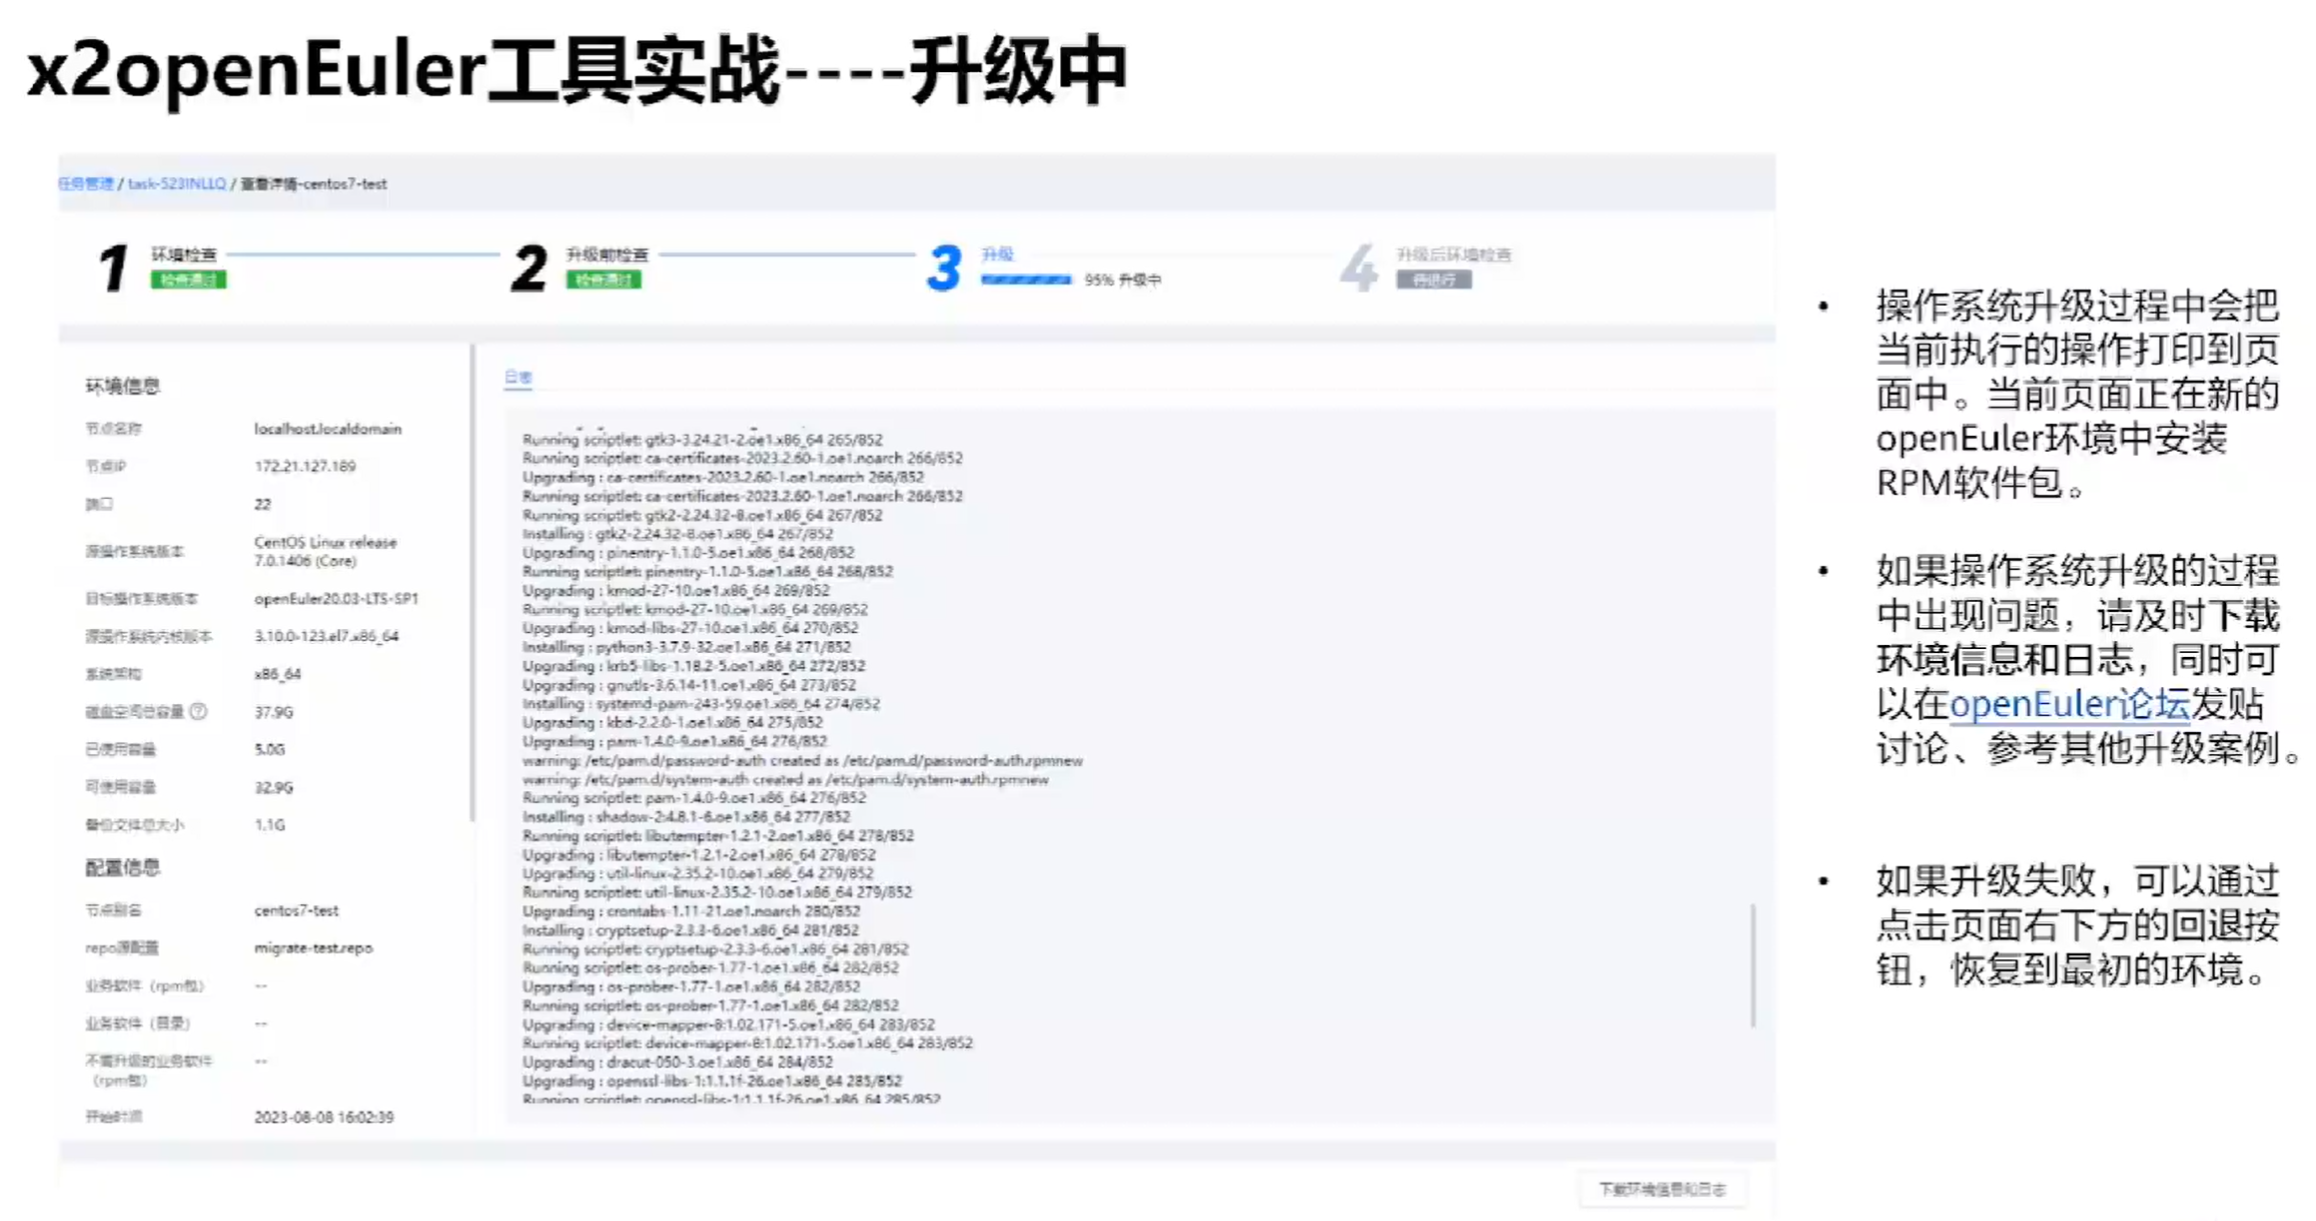 x2openEuler工具实战----升级中
任务管理 / task-523INLLQ / 查看详情-centos7-test
1 环境检查 检查通过
2 升级前检查 检查通过
3 升级 95% 升级中
4 升级后环境检查 待进行
环境信息
节点名称 localhost.localdomain
节点IP 172.21.127.189
端口 22
源操作系统版本 CentOS Linux release
7.0.1406 (Core)
目标操作系统版本 openEuler20.03-LTS-SP1
源操作系统内核版本 3.10.0-123.el7.x86_64
系统架构 x86_64
磁盘空间总容量 ? 37.9G
已使用容量 5.0G
可使用容量 32.9G
备份文件总大小 1.1G
配置信息
节点别名 centos7-test
repo源配置 migrate-test.repo
业务软件（rpm包） --
业务软件（目录） --
不需升级的业务软件 --
（rpm包）
开始时间 2023-08-08 16:02:39
日志
Running scriptlet: gtk3-3.24.21-2.oe1.x86_64 265/852
Running scriptlet: ca-certificates-2023.2.60-1.oe1.noarch 266/852
Upgrading : ca-certificates-2023.2.60-1.oe1.noarch 266/852
Running scriptlet: ca-certificates-2023.2.60-1.oe1.noarch 266/852
Running scriptlet: gtk2-2.24.32-8.oe1.x86_64 267/852
Installing : gtk2-2.24.32-8.oe1.x86_64 267/852
Upgrading : pinentry-1.1.0-5.oe1.x86_64 268/852
Running scriptlet: pinentry-1.1.0-5.oe1.x86_64 268/852
Upgrading : kmod-27-10.oe1.x86_64 269/852
Running scriptlet: kmod-27-10.oe1.x86_64 269/852
Upgrading : kmod-libs-27-10.oe1.x86_64 270/852
Installing : python3-3.7.9-32.oe1.x86_64 271/852
Upgrading : krb5-libs-1.18.2-5.oe1.x86_64 272/852
Upgrading : gnutls-3.6.14-11.oe1.x86_64 273/852
Installing : systemd-pam-243-59.oe1.x86_64 274/852
Upgrading : kbd-2.2.0-1.oe1.x86_64 275/852
Upgrading : pam-1.4.0-9.oe1.x86_64 276/852
warning: /etc/pam.d/password-auth created as /etc/pam.d/password-auth.rpmnew
warning: /etc/pam.d/system-auth created as /etc/pam.d/system-auth.rpmnew
Running scriptlet: pam-1.4.0-9.oe1.x86_64 276/852
Installing : shadow-2:4.8.1-6.oe1.x86_64 277/852
Running scriptlet: libutempter-1.2.1-2.oe1.x86_64 278/852
Upgrading : libutempter-1.2.1-2.oe1.x86_64 278/852
Upgrading : util-linux-2.35.2-10.oe1.x86_64 279/852
Running scriptlet: util-linux-2.35.2-10.oe1.x86_64 279/852
Upgrading : crontabs-1.11-21.oe1.noarch 280/852
Installing : cryptsetup-2.3.3-6.oe1.x86_64 281/852
Running scriptlet: cryptsetup-2.3.3-6.oe1.x86_64 281/852
Running scriptlet: os-prober-1.77-1.oe1.x86_64 282/852
Upgrading : os-prober-1.77-1.oe1.x86_64 282/852
Running scriptlet: os-prober-1.77-1.oe1.x86_64 282/852
Upgrading : device-mapper-8:1.02.171-5.oe1.x86_64 283/852
Running scriptlet: device-mapper-8:1.02.171-5.oe1.x86_64 283/852
Upgrading : dracut-050-3.oe1.x86_64 284/852
Upgrading : openssl-libs-1:1.1.1f-26.oe1.x86_64 285/852
Running scriptlet: openssl-libs-1:1.1.1f-26.oe1.x86_64 285/852
下载环境信息和日志
• 操作系统升级过程中会把
当前执行的操作打印到页
面中。当前页面正在新的
openEuler环境中安装
RPM软件包。
• 如果操作系统升级的过程
中出现问题，请及时下载
环境信息和日志，同时可
以在openEuler论坛发贴
讨论、参考其他升级案例。
• 如果升级失败，可以通过
点击页面右下方的回退按
钮，恢复到最初的环境。